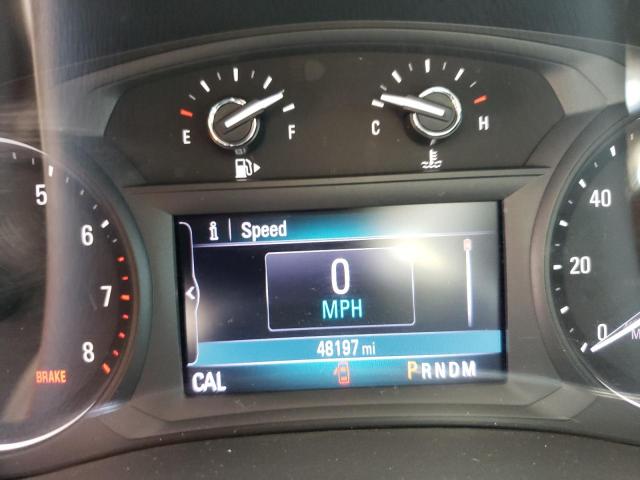 E F
C H
5
6
7
8
BRAKE
i Speed
0
MPH
48197 mi
CAL
PRNDM
40
20
0